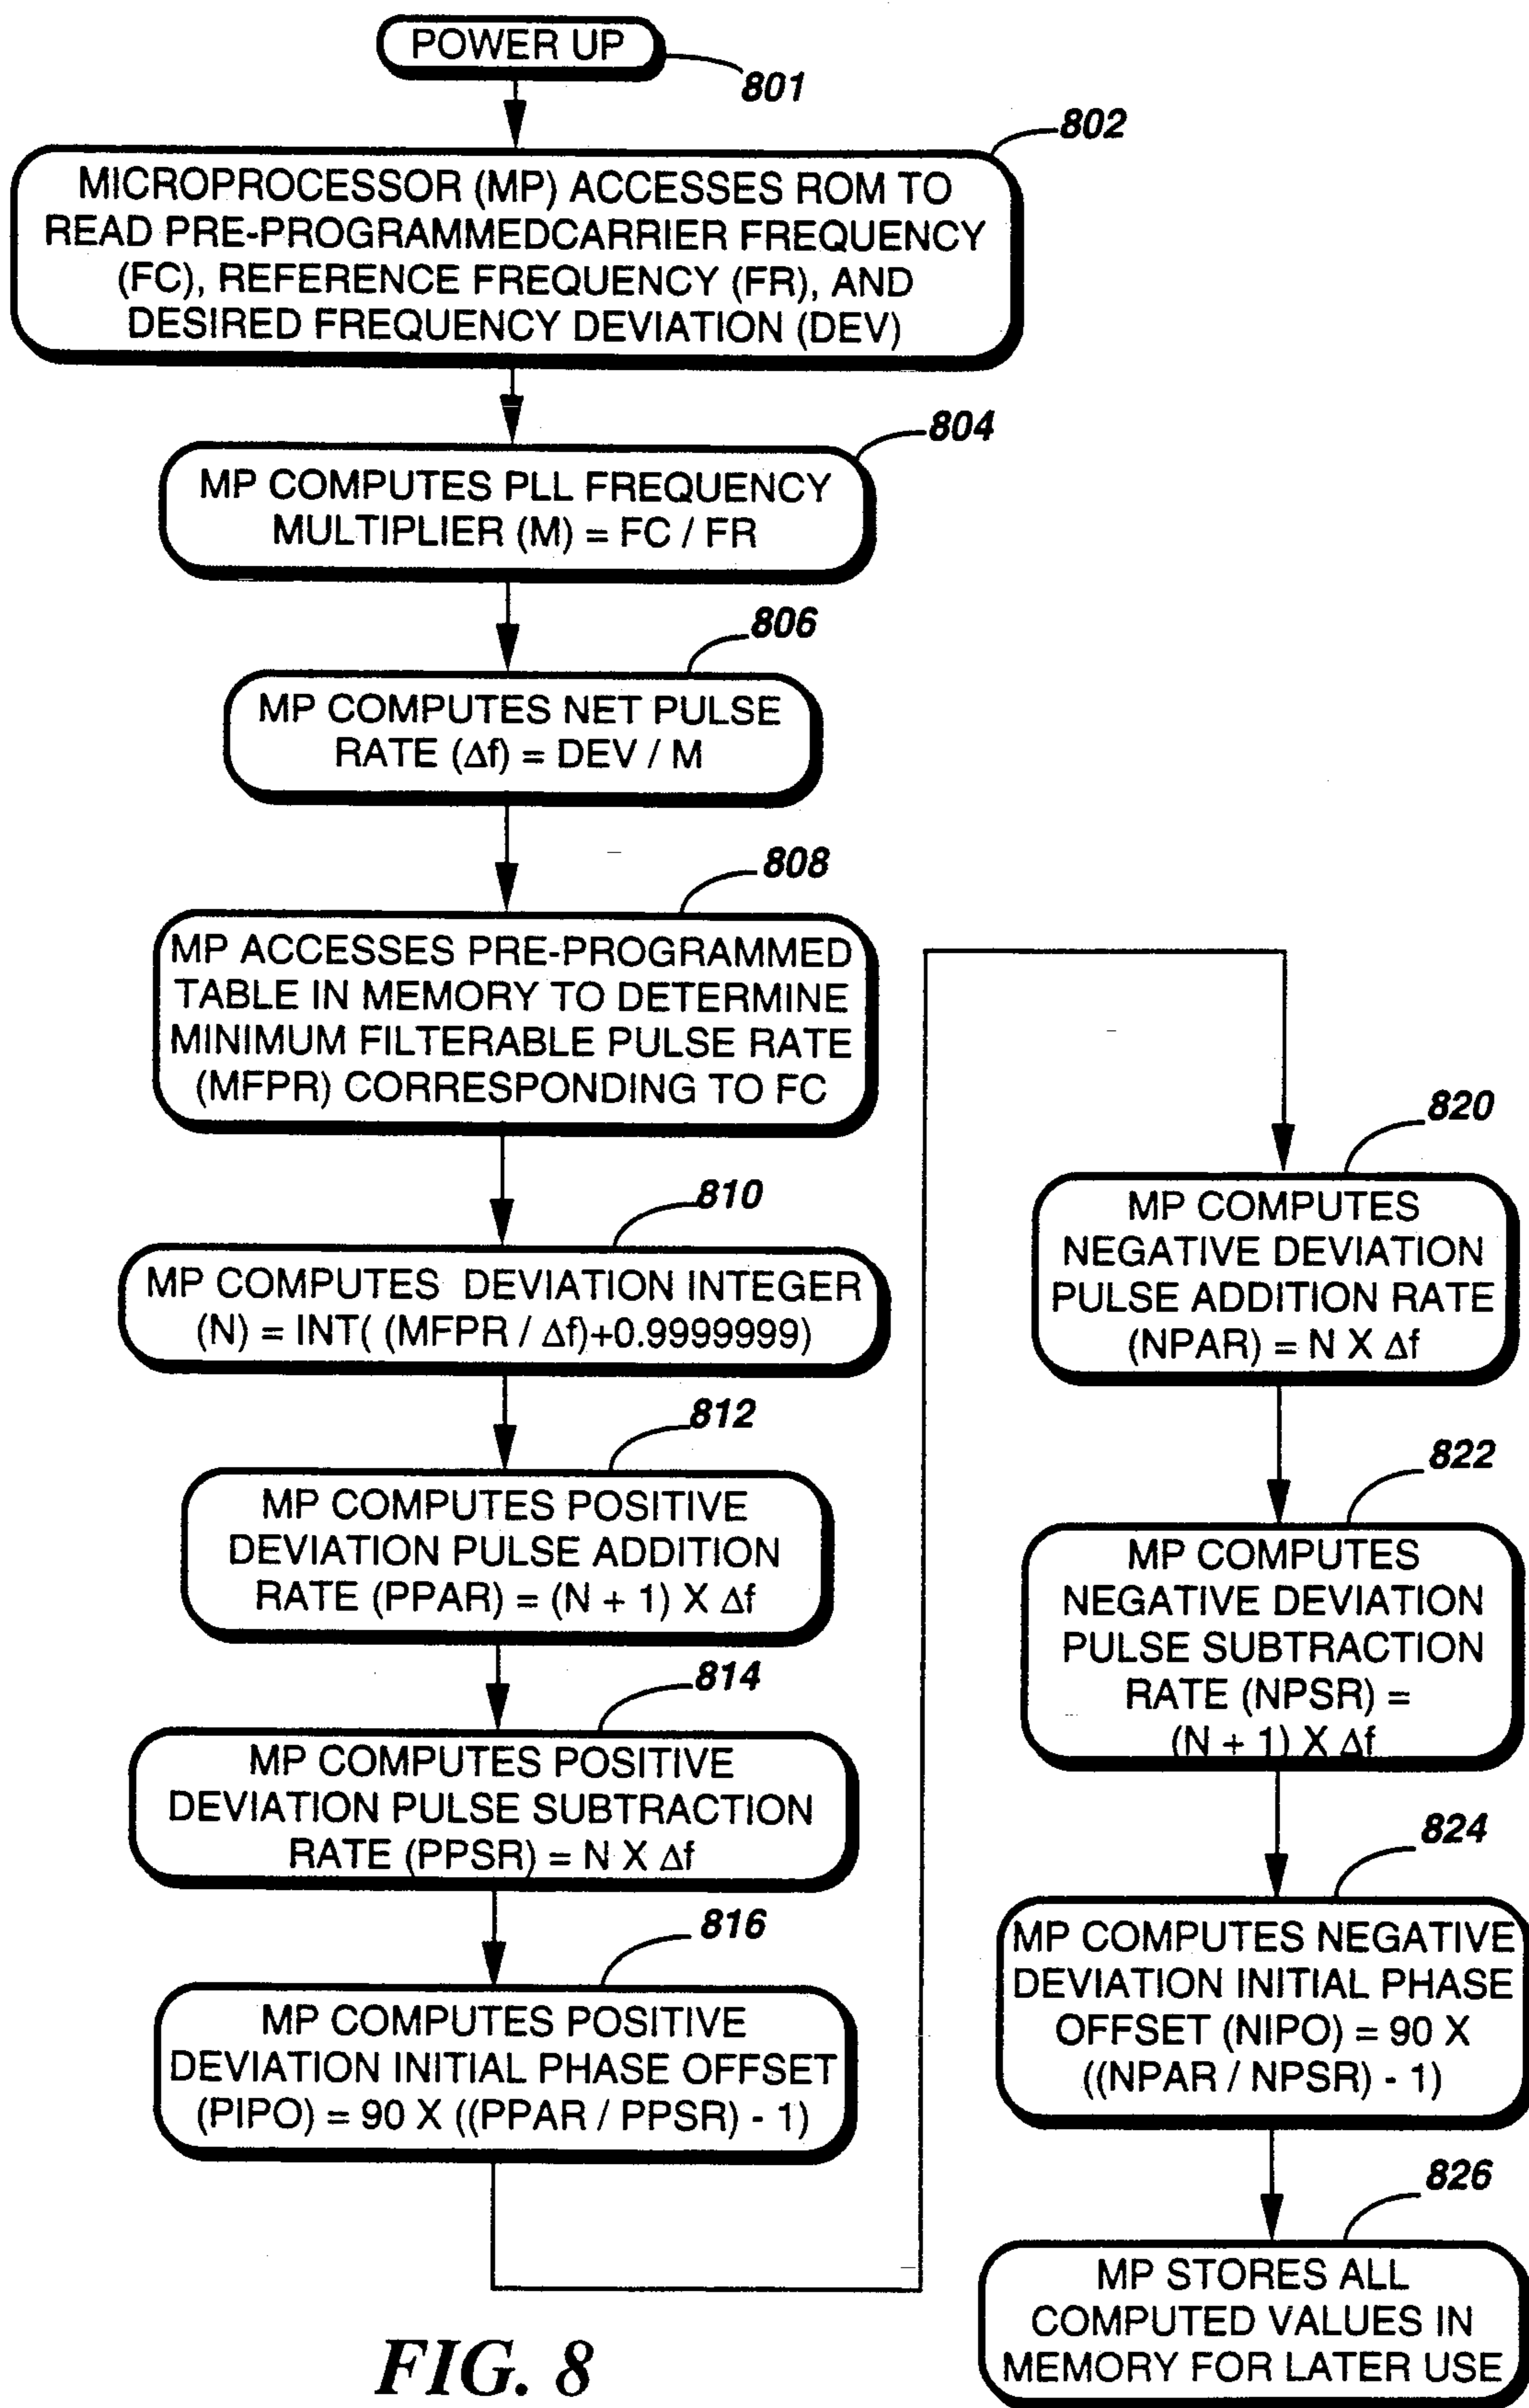 POWER UP
801
802
MICROPROCESSOR (MP) ACCESSES ROM TO
READ PRE-PROGRAMMEDCARRIER FREQUENCY
(FC), REFERENCE FREQUENCY (FR), AND
DESIRED FREQUENCY DEVIATION (DEV)
804
MP COMPUTES PLL FREQUENCY
MULTIPLIER (M) = FC / FR
806
MP COMPUTES NET PULSE
RATE (Δf) = DEV / M
808
MP ACCESSES PRE-PROGRAMMED
TABLE IN MEMORY TO DETERMINE
MINIMUM FILTERABLE PULSE RATE
(MFPR) CORRESPONDING TO FC
810
MP COMPUTES DEVIATION INTEGER
(N) = INT( (MFPR / Δf)+0.9999999)
812
MP COMPUTES POSITIVE
DEVIATION PULSE ADDITION
RATE (PPAR) = (N + 1) X Δf
814
MP COMPUTES POSITIVE
DEVIATION PULSE SUBTRACTION
RATE (PPSR) = N X Δf
816
MP COMPUTES POSITIVE
DEVIATION INITIAL PHASE OFFSET
(PIPO) = 90 X ((PPAR / PPSR) - 1)
820
MP COMPUTES
NEGATIVE DEVIATION
PULSE ADDITION RATE
(NPAR) = N X Δf
822
MP COMPUTES
NEGATIVE DEVIATION
PULSE SUBTRACTION
RATE (NPSR) =
(N + 1) X Δf
824
MP COMPUTES NEGATIVE
DEVIATION INITIAL PHASE
OFFSET (NIPO) = 90 X
((NPAR / NPSR) - 1)
826
MP STORES ALL
COMPUTED VALUES IN
MEMORY FOR LATER USE
FIG. 8